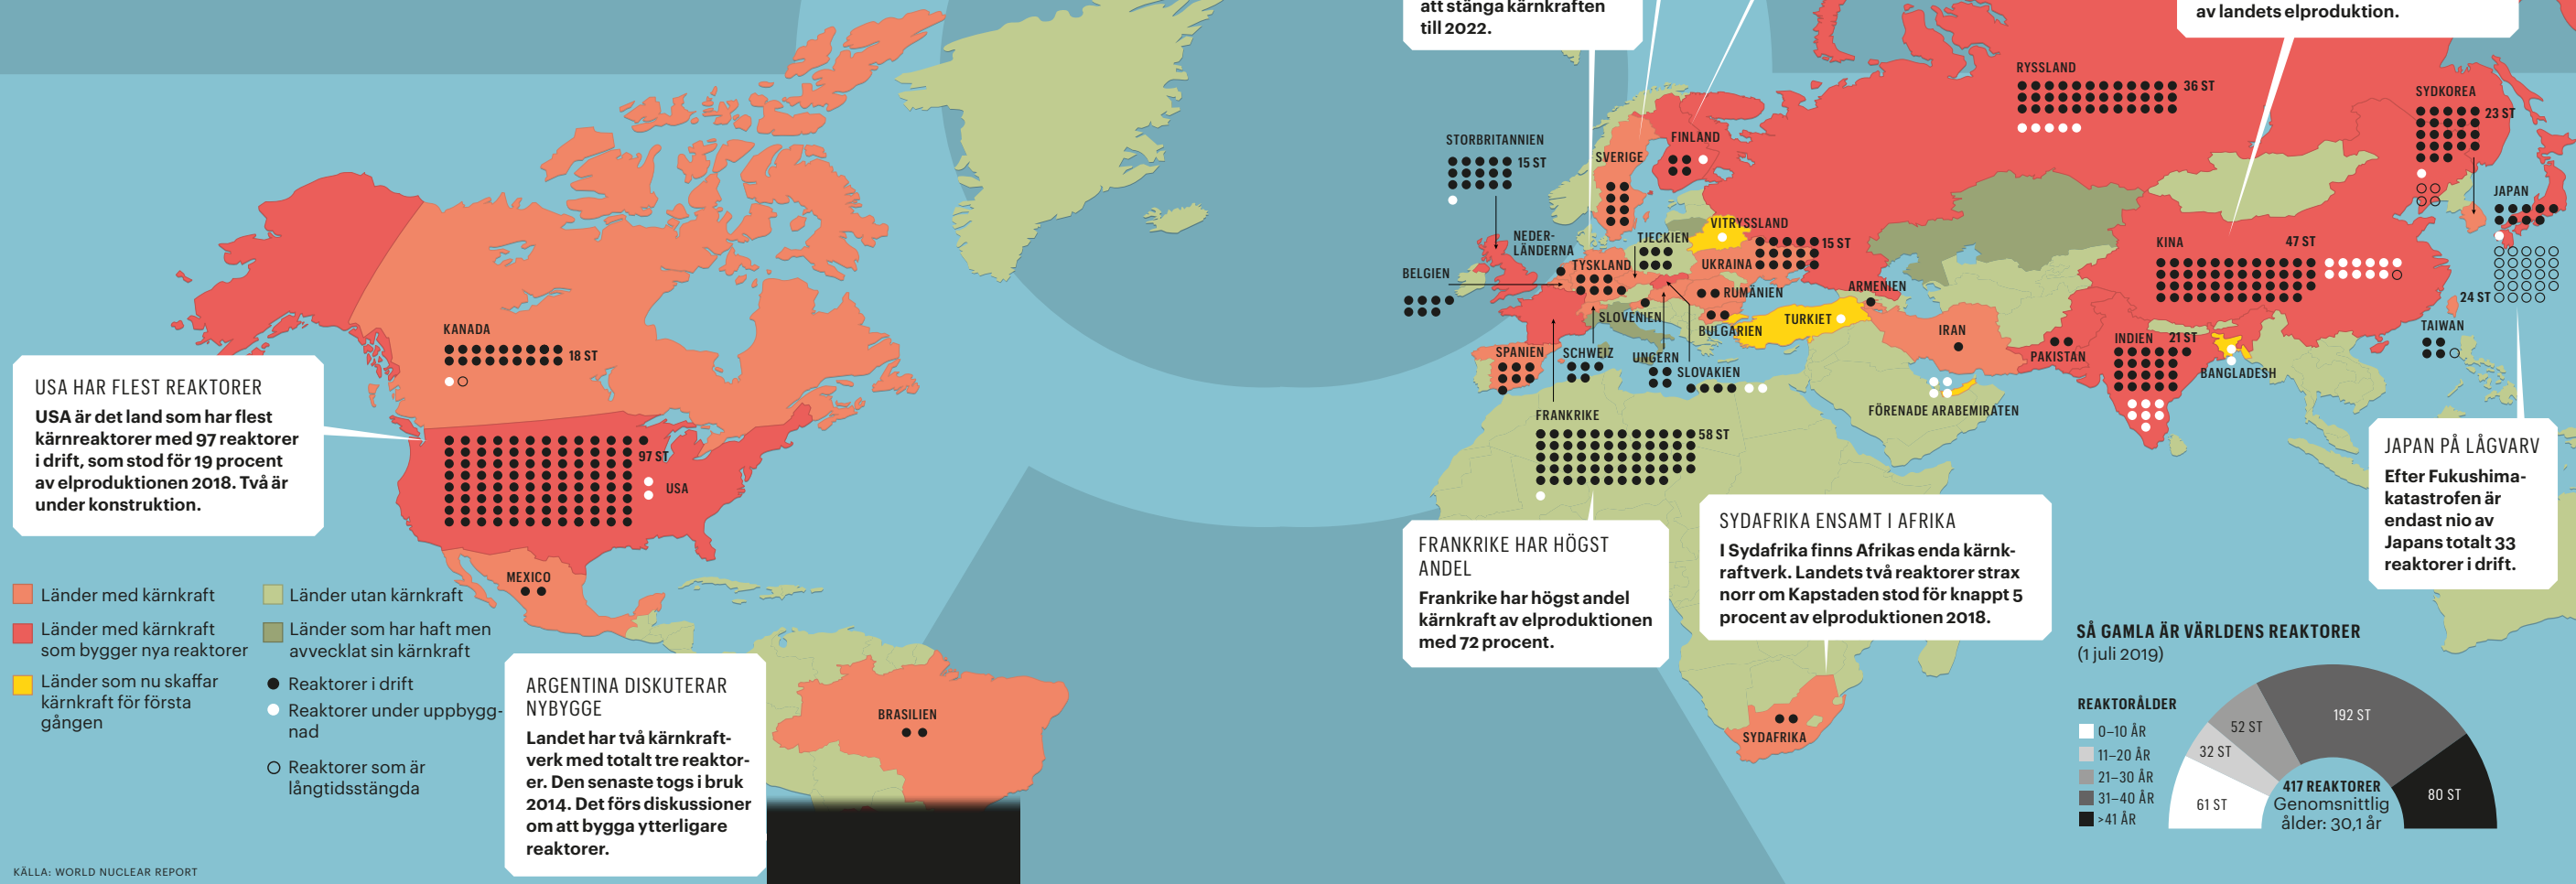 att stänga kärnkraften
till 2022.
av landets elproduktion.
RYSSLAND
36 ST
SYDKOREA
23 ST
STORBRITANNIEN
15 ST
FINLAND
SVERIGE
JAPAN
24 ST
NEDER-
LÄNDERNA
VITRYSSLAND
TJECKIEN
15 ST
UKRAINA
TYSKLAND
BELGIEN
KINA
47 ST
RUMÄNIEN
ARMENIEN
SLOVENIEN
BULGARIEN
TURKIET
IRAN
PAKISTAN
INDIEN
21 ST
TAIWAN
BANGLADESH
SPANIEN
SCHWEIZ
UNGERN
SLOVAKIEN
FÖRENADE ARABEMIRATEN
FRANKRIKE
58 ST
KANADA
18 ST
USA HAR FLEST REAKTORER
USA är det land som har flest
kärnreaktorer med 97 reaktorer
i drift, som stod för 19 procent
av elproduktionen 2018. Två är
under konstruktion.
97 ST
USA
MEXICO
JAPAN PÅ LÅGVARV
Efter Fukushima-
katastrofen är
endast nio av
Japans totalt 33
reaktorer i drift.
FRANKRIKE HAR HÖGST
ANDEL
Frankrike har högst andel
kärnkraft av elproduktionen
med 72 procent.
SYDAFRIKA ENSAMT I AFRIKA
I Sydafrika finns Afrikas enda kärnk-
raftverk. Landets två reaktorer strax
norr om Kapstaden stod för knappt 5
procent av elproduktionen 2018.
SYDAFRIKA
Länder med kärnkraft
Länder med kärnkraft
som bygger nya reaktorer
Länder som nu skaffar
kärnkraft för första
gången
Länder utan kärnkraft
Länder som har haft men
avvecklat sin kärnkraft
Reaktorer i drift
Reaktorer under uppbygg-
nad
Reaktorer som är
långtidsstängda
ARGENTINA DISKUTERAR
NYBYGGE
Landet har två kärnkraft-
verk med totalt tre reaktor-
er. Den senaste togs i bruk
2014. Det förs diskussioner
om att bygga ytterligare
reaktorer.
BRASILIEN
SÅ GAMLA ÄR VÄRLDENS REAKTORER
(1 juli 2019)
REAKTORÅLDER
0–10 ÅR
11–20 ÅR
21–30 ÅR
31–40 ÅR
>41 ÅR
61 ST
32 ST
52 ST
192 ST
80 ST
417 REAKTORER
Genomsnittlig
ålder: 30,1 år
KÄLLA: WORLD NUCLEAR REPORT